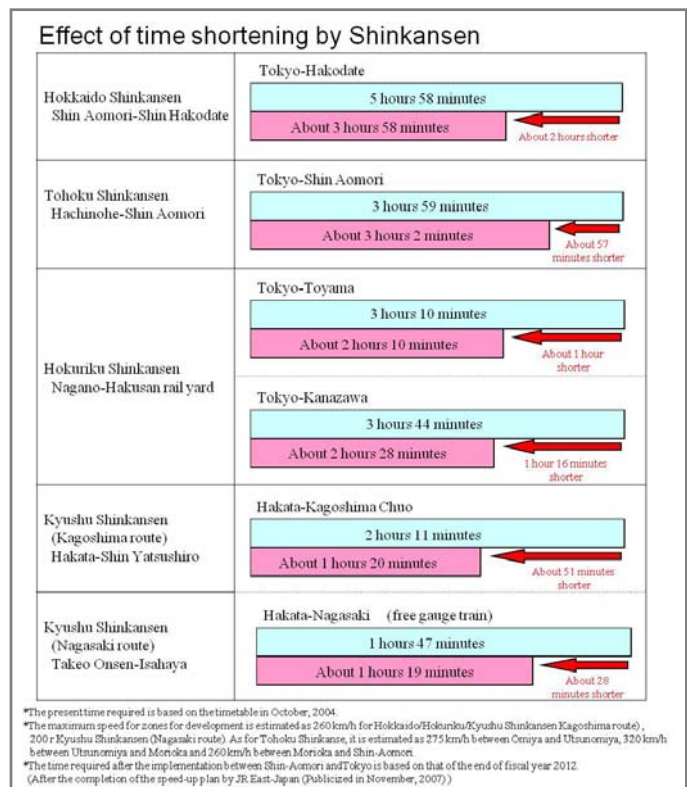 Effect of time shortening by Shinkansen
Hokkaido Shinkansen
Shin Aomori-Shin Hakodate
Tokyo-Hakodate
5 hours 58 minutes
About 3 hours 58 minutes
About 2 hours shorter
Tohoku Shinkansen
Hachinohe-Shin Aomori
Tokyo-Shin Aomori
3 hours 59 minutes
About 3 hours 2 minutes
About 57
minutes shorter
Hokuriku Shinkansen
Nagano-Hakusan rail yard
Tokyo-Toyama
3 hours 10 minutes
About 2 hours 10 minutes
About 1 hour
shorter
Tokyo-Kanazawa
3 hours 44 minutes
About 2 hours 28 minutes
1 hour 16 minutes
shorter
Kyushu Shinkansen
(Kagoshima route)
Hakata-Shin Yatsushiro
Hakata-Kagoshima Chuo
2 hours 11 minutes
About 1 hours 20 minutes
About 51 minutes
shorter
Kyushu Shinkansen
(Nagasaki route)
Takeo Onsen-Isahaya
Hakata-Nagasaki (free gauge train)
1 hours 47 minutes
About 1 hours 19 minutes
About 28
minutes shorter
*The present time required is based on the timetable in October, 2004.
*The maximum speed for zones for development is estimated as 260 km/h for Hokkaido/Hokuriku/Kyushu Shinkansen Kagoshima route),
200 r Kyushu Shinkansen (Nagasaki route). As for Tohoku Shinkanse, it is estimated as 275 km/h between Omiya and Utsunomiya, 320 km/h
between Utsunomiya and Morioka and 260 km/h between Morioka and Shin-Aomori.
*The time required after the implementation between Shin-Aomori andTokyo is based on that of the end of fiscal year 2012.
(After the completion of the speed-up plan by JR East-Japan (Publicized in November, 2007) )